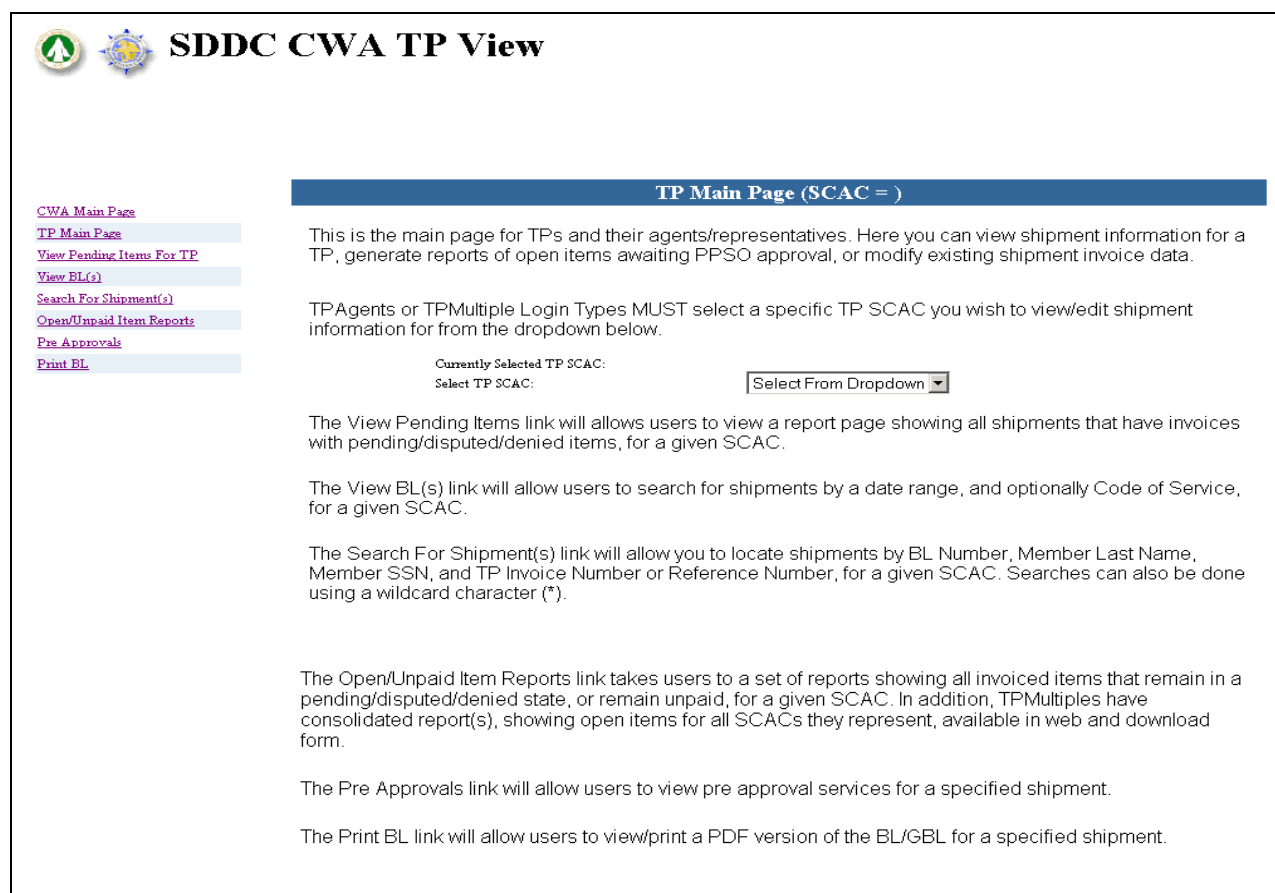 SDDC CWA TP View
TP Main Page (SCAC = )
CWA Main Page
TP Main Page
View Pending Items For TP
View BL(s)
Search For Shipment(s)
Open/Unpaid Item Reports
Pre Approvals
Print BL
This is the main page for TPs and their agents/representatives. Here you can view shipment information for a
TP, generate reports of open items awaiting PPSO approval, or modify existing shipment invoice data.
TPAgents or TPMultiple Login Types MUST select a specific TP SCAC you wish to view/edit shipment
information for from the dropdown below.
Currently Selected TP SCAC:
Select TP SCAC: Select From Dropdown
The View Pending Items link will allows users to view a report page showing all shipments that have invoices
with pending/disputed/denied items, for a given SCAC.
The View BL(s) link will allow users to search for shipments by a date range, and optionally Code of Service,
for a given SCAC.
The Search For Shipment(s) link will allow you to locate shipments by BL Number, Member Last Name,
Member SSN, and TP Invoice Number or Reference Number, for a given SCAC. Searches can also be done
using a wildcard character (*).
The Open/Unpaid Item Reports link takes users to a set of reports showing all invoiced items that remain in a
pending/disputed/denied state, or remain unpaid, for a given SCAC. In addition, TPMultiples have
consolidated report(s), showing open items for all SCACs they represent, available in web and download
form.
The Pre Approvals link will allow users to view pre approval services for a specified shipment.
The Print BL link will allow users to view/print a PDF version of the BL/GBL for a specified shipment.